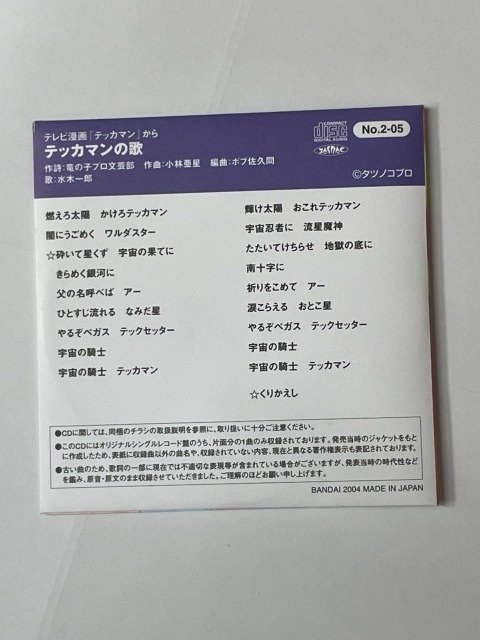 テレビ漫画「テッカマン」から
テッカマンの歌
作詩:竜の子プロ文芸部 作曲:小林亜星 編曲:ボブ佐久間
歌:水木一郎
COMPACT
disc
DIGITAL AUDIO
JASRAC
No.2-05
©タツノコプロ
燃えろ太陽 かけろテッカマン
闇にうごめく ワルダスター
☆砕いて星くず 宇宙の果てに
きらめく銀河に
父の名呼べば アー
ひとすじ流れる なみだ星
やるぞペガス テックセッター
宇宙の騎士
宇宙の騎士 テッカマン
輝け太陽 おこれテッカマン
宇宙忍者に 流星魔神
たたいてけちらせ 地獄の底に
南十字に
祈りをこめて アー
涙こらえる おとこ星
やるぞペガス テックセッター
宇宙の騎士
宇宙の騎士 テッカマン
☆くりかえし
●CDに関しては、同梱のチラシの取扱説明を参照に、取り扱いに十分ご注意ください。
●このCDにはオリジナルシングルレコード盤のうち、片面分の1曲のみ収録されております。発売当時のジャケットをもと
に作成したため、表紙に収録曲以外の曲名や、収録されていない内容、現在と異なる著作権表示も表記されております。
●古い曲のため、歌詞の一部に現在では不適切な表現等が含まれている場合がございますが、発表当時の時代性など
を鑑み、原音・原文のまま収録させていただきました。ご理解のほどお願い申し上げます。
BANDAI 2004 MADE IN JAPAN